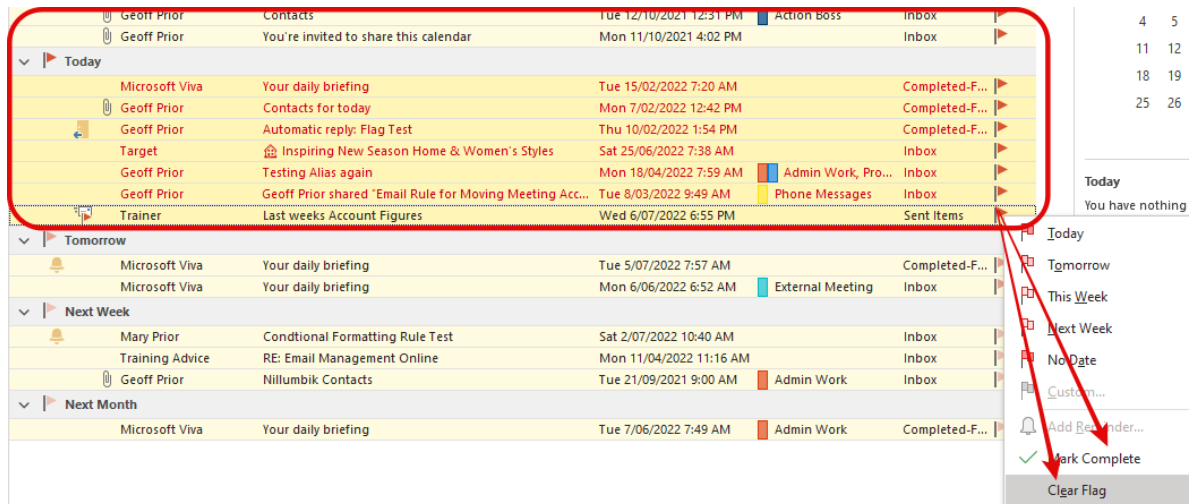 Geoff Prior Contacts Tue 12/10/2021 12:31 PM Action Boss Inbox
Geoff Prior You're invited to share this calendar Mon 11/10/2021 4:02 PM Inbox
Today
Microsoft Viva Your daily briefing Tue 15/02/2022 7:20 AM Completed-F...
Geoff Prior Contacts for today Mon 7/02/2022 12:42 PM Completed-F...
Geoff Prior Automatic reply: Flag Test Thu 10/02/2022 1:54 PM Completed-F...
Target Inspiring New Season Home & Women's Styles Sat 25/06/2022 7:38 AM Inbox
Geoff Prior Testing Alias again Mon 18/04/2022 7:59 AM Admin Work, Pro... Inbox
Geoff Prior Geoff Prior shared "Email Rule for Moving Meeting Acc... Tue 8/03/2022 9:49 AM Phone Messages Inbox
Trainer Last weeks Account Figures Wed 6/07/2022 6:55 PM Sent Items
Tomorrow
Microsoft Viva Your daily briefing Tue 5/07/2022 7:57 AM Completed-F...
Microsoft Viva Your daily briefing Mon 6/06/2022 6:52 AM External Meeting Inbox
Next Week
Mary Prior Condtional Formatting Rule Test Sat 2/07/2022 10:40 AM Inbox
Training Advice RE: Email Management Online Mon 11/04/2022 11:16 AM Inbox
Geoff Prior Nillumbik Contacts Tue 21/09/2021 9:00 AM Admin Work Inbox
Next Month
Microsoft Viva Your daily briefing Tue 7/06/2022 7:49 AM Admin Work Completed-F...
4 5
11 12
18 19
25 26
Today
You have nothing
Today
Tomorrow
This Week
Next Week
No Date
Custom...
Add Reminder...
Mark Complete
Clear Flag